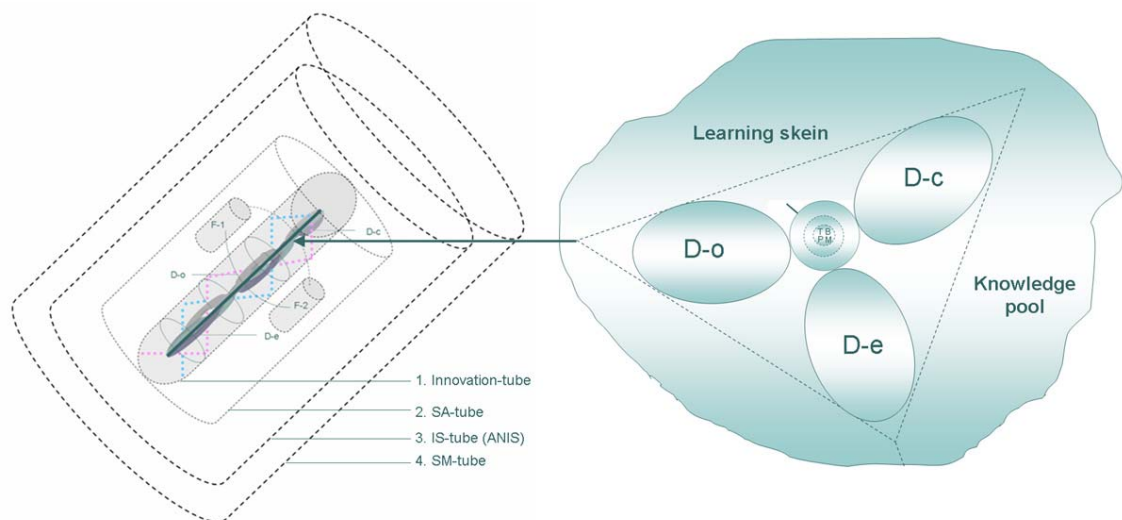 F-1
D-c
D-o
F-2
D-e
1. Innovation-tube
2. SA-tube
3. IS-tube (ANIS)
4. SM-tube
Learning skein
D-c
D-o
T B
P M
Knowledge
pool
D-e